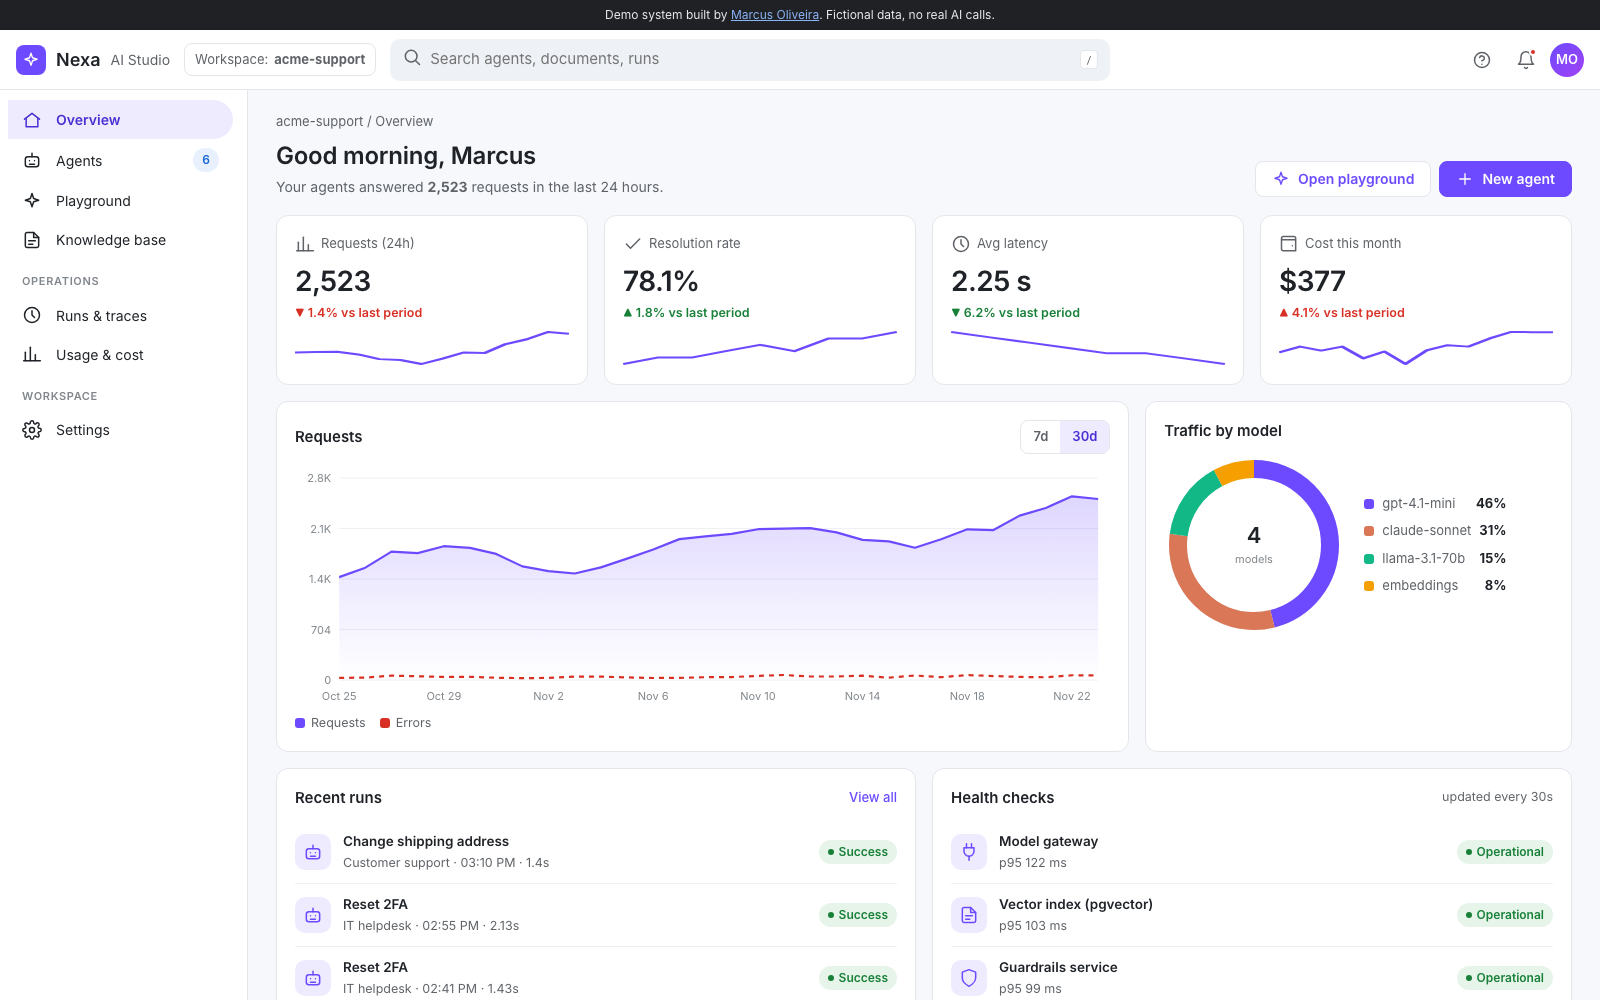 Demo system built by Marcus Oliveira. Fictional data, no real AI calls.
Nexa AI Studio
Workspace: acme-support
Search agents, documents, runs
/
MO
Overview
Agents 6
Playground
Knowledge base
OPERATIONS
Runs & traces
Usage & cost
WORKSPACE
Settings
acme-support / Overview
Good morning, Marcus
Your agents answered 2,523 requests in the last 24 hours.
Open playground
New agent
Requests (24h)
2,523
▼ 1.4% vs last period
Resolution rate
78.1%
▲ 1.8% vs last period
Avg latency
2.25 s
▼ 6.2% vs last period
Cost this month
$377
▲ 4.1% vs last period
Requests
7d 30d
2.8K
2.1K
1.4K
704
0
Oct 25 Oct 29 Nov 2 Nov 6 Nov 10 Nov 14 Nov 18 Nov 22
Requests Errors
Traffic by model
4
models
gpt-4.1-mini 46%
claude-sonnet 31%
llama-3.1-70b 15%
embeddings 8%
Recent runs View all
Change shipping address
Customer support · 03:10 PM · 1.4s
Success
Reset 2FA
IT helpdesk · 02:55 PM · 2.13s
Success
Reset 2FA
IT helpdesk · 02:41 PM · 1.43s
Success
Health checks updated every 30s
Model gateway
p95 122 ms
Operational
Vector index (pgvector)
p95 103 ms
Operational
Guardrails service
p95 99 ms
Operational